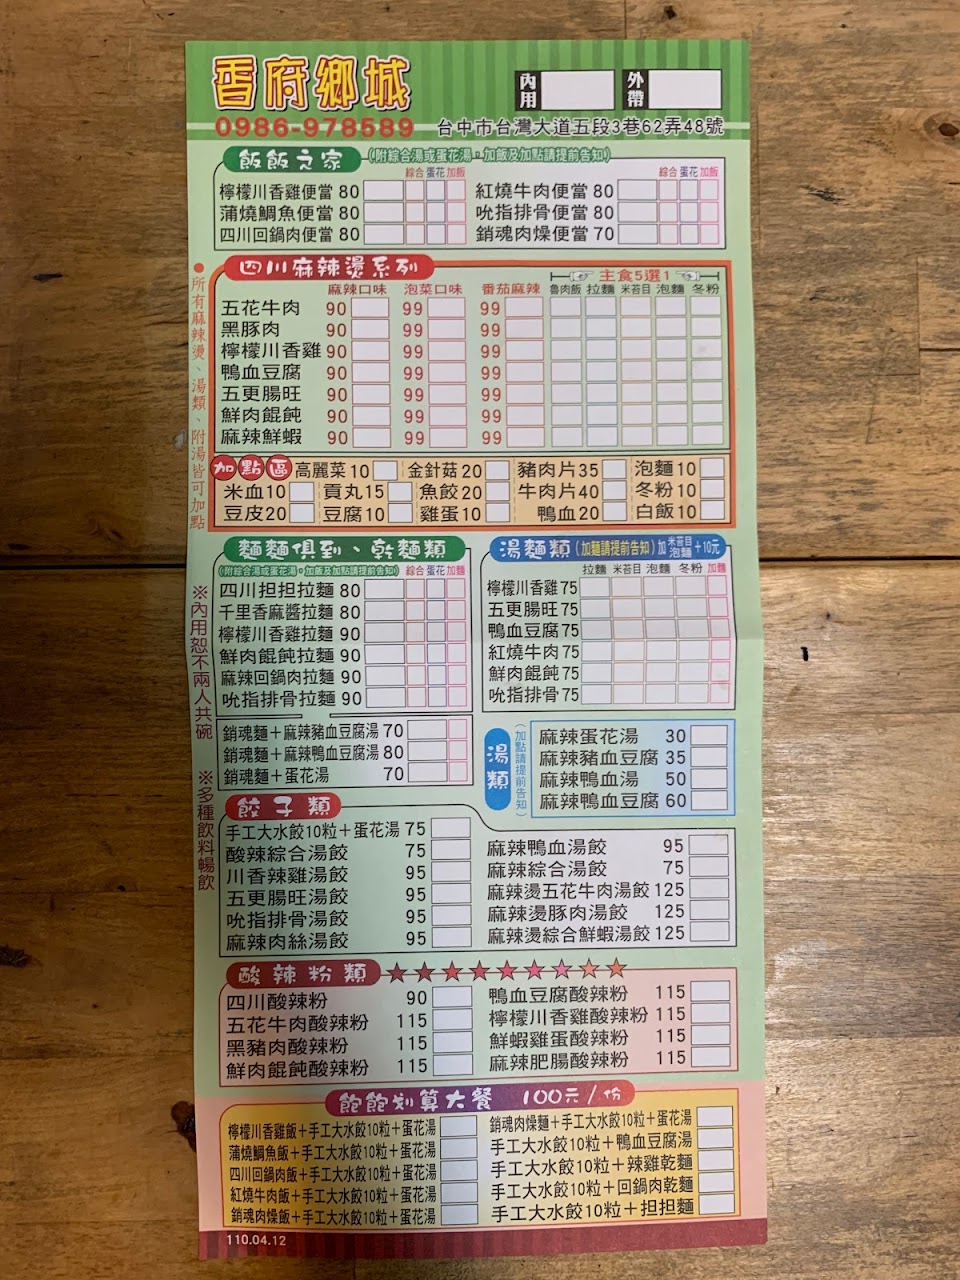 香府鄉城
內用
外帶
0986-978589 台中市台灣大道五段3巷62弄48號
飯飯之家 (附綜合湯或蛋花湯，加飯及加點請提前告知)
綜合 蛋花 加飯 綜合 蛋花 加飯
檸檬川香雞便當 80 紅燒牛肉便當 80
蒲燒鯛魚便當 80 吮指排骨便當 80
四川回鍋肉便當 80 銷魂肉燥便當 70
四川麻辣燙系列
主食5選1
麻辣口味 泡菜口味 番茄麻辣 魯肉飯 拉麵 米苔目 泡麵 冬粉
五花牛肉 90 99 99
黑豚肉 90 99 99
檸檬川香雞 90 99 99
鴨血豆腐 90 99 99
五更腸旺 90 99 99
鮮肉餛飩 90 99 99
麻辣鮮蝦 90 99 99
加點區 高麗菜10 金針菇20 豬肉片35 泡麵10
米血10 貢丸15 魚餃20 牛肉片40 冬粉10
豆皮20 豆腐10 雞蛋10 鴨血20 白飯10
●所有麻辣燙、湯類、附湯皆可加點
※內用恕不兩人共碗
※多種飲料暢飲
麵麵俱到、乾麵類
(附綜合湯或蛋花湯，加飯及加點請提前告知) 綜合 蛋花 加麵
四川担担拉麵 80
千里香麻醬拉麵 80
檸檬川香雞拉麵 90
鮮肉餛飩拉麵 90
麻辣回鍋肉拉麵 90
吮指排骨拉麵 90
銷魂麵＋麻辣豬血豆腐湯 70
銷魂麵＋麻辣鴨血豆腐湯 80
銷魂麵＋蛋花湯 70
湯麵類 (加麵請提前告知) 加米苔目泡麵＋10元
拉麵 米苔目 泡麵 冬粉 加麵
檸檬川香雞 75
五更腸旺 75
鴨血豆腐 75
紅燒牛肉 75
鮮肉餛飩 75
吮指排骨 75
湯類
(加點請提前告知)
麻辣蛋花湯 30
麻辣豬血豆腐 35
麻辣鴨血湯 50
麻辣鴨血豆腐 60
餃子類
手工大水餃10粒＋蛋花湯 75
酸辣綜合湯餃 75
川香辣雞湯餃 95
五更腸旺湯餃 95
吮指排骨湯餃 95
麻辣肉絲湯餃 95
麻辣鴨血湯餃 95
麻辣綜合湯餃 75
麻辣燙五花牛肉湯餃 125
麻辣燙豚肉湯餃 125
麻辣燙綜合鮮蝦湯餃 125
酸辣粉類
四川酸辣粉 90
五花牛肉酸辣粉 115
黑豬肉酸辣粉 115
鮮肉餛飩酸辣粉 115
鴨血豆腐酸辣粉 115
檸檬川香雞酸辣粉 115
鮮蝦雞蛋酸辣粉 115
麻辣肥腸酸辣粉 115
飽飽划算大餐 100元／份
檸檬川香雞飯＋手工大水餃10粒＋蛋花湯
蒲燒鯛魚飯＋手工大水餃10粒＋蛋花湯
四川回鍋肉飯＋手工大水餃10粒＋蛋花湯
紅燒牛肉飯＋手工大水餃10粒＋蛋花湯
銷魂肉燥飯＋手工大水餃10粒＋蛋花湯
銷魂肉燥麵＋手工大水餃10粒＋蛋花湯
手工大水餃10粒＋鴨血豆腐湯
手工大水餃10粒＋辣雞乾麵
手工大水餃10粒＋回鍋肉乾麵
手工大水餃10粒＋担担麵
110.04.12